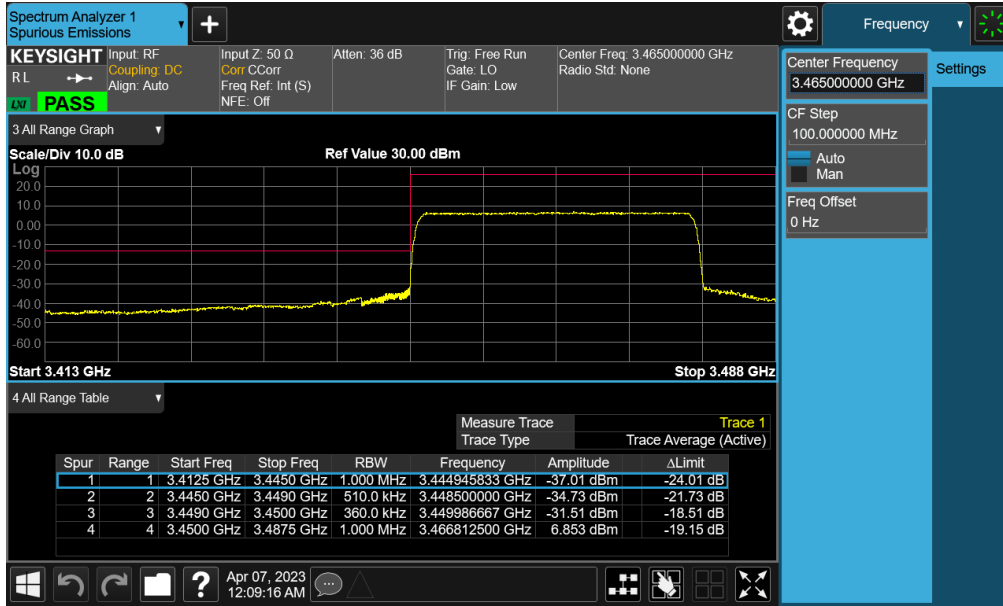 Spectrum Analyzer 1
Spurious Emissions
Frequency
KEYSIGHT
R L
LXI
PASS
Input: RF
Coupling: DC
Align: Auto
Input Z: 50 Ω
Corr CCorr
Freq Ref: Int (S)
NFE: Off
Atten: 36 dB
Trig: Free Run
Gate: LO
IF Gain: Low
Center Freq: 3.465000000 GHz
Radio Std: None
Center Frequency
3.465000000 GHz
Settings
CF Step
100.000000 MHz
Auto
Man
Freq Offset
0 Hz
3 All Range Graph
Scale/Div 10.0 dB
Ref Value 30.00 dBm
Log
20.0
10.0
0.00
-10.0
-20.0
-30.0
-40.0
-50.0
-60.0
Start 3.413 GHz
Stop 3.488 GHz
4 All Range Table
Measure Trace Trace 1
Trace Type Trace Average (Active)
Spur Range Start Freq Stop Freq RBW Frequency Amplitude ΔLimit
1 1 3.4125 GHz 3.4450 GHz 1.000 MHz 3.444945833 GHz -37.01 dBm -24.01 dB
2 2 3.4450 GHz 3.4490 GHz 510.0 kHz 3.448500000 GHz -34.73 dBm -21.73 dB
3 3 3.4490 GHz 3.4500 GHz 360.0 kHz 3.449986667 GHz -31.51 dBm -18.51 dB
4 4 3.4500 GHz 3.4875 GHz 1.000 MHz 3.466812500 GHz 6.853 dBm -19.15 dB
Apr 07, 2023
12:09:16 AM